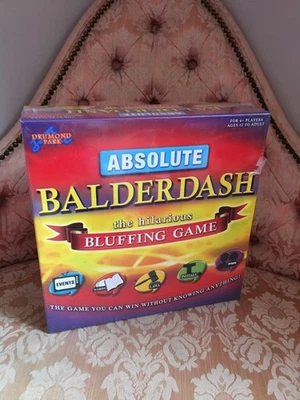 DRUMOND
PARK
FOR 4+ PLAYERS
AGES 12 TO ADULT
ABSOLUTE
BALDERDASH
the hilarious
BLUFFING GAME
EVENTS
THE GAME YOU CAN WIN WITHOUT KNOWING ANYTHING!